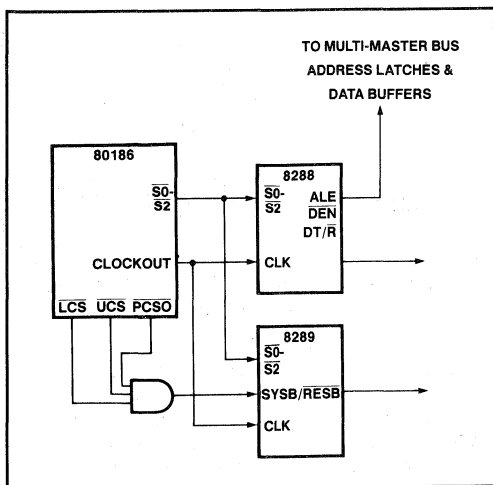 TO MULTI-MASTER BUS
ADDRESS LATCHES &
DATA BUFFERS
80186
S0-
S2
CLOCKOUT
LCS UCS PCSO
8288
S0-
S2
ALE
DEN
DT/R
CLK
8289
S0-
S2
SYSB/RESB
CLK